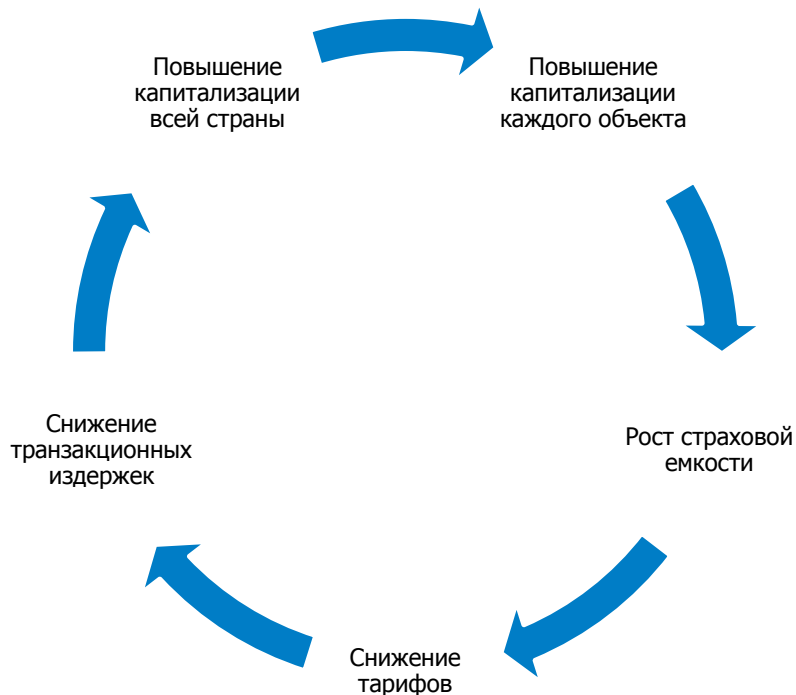 Повышение
капитализации
всей страны
Повышение
капитализации
каждого объекта
Рост страховой
емкости
Снижение
тарифов
Снижение
транзакционных
издержек